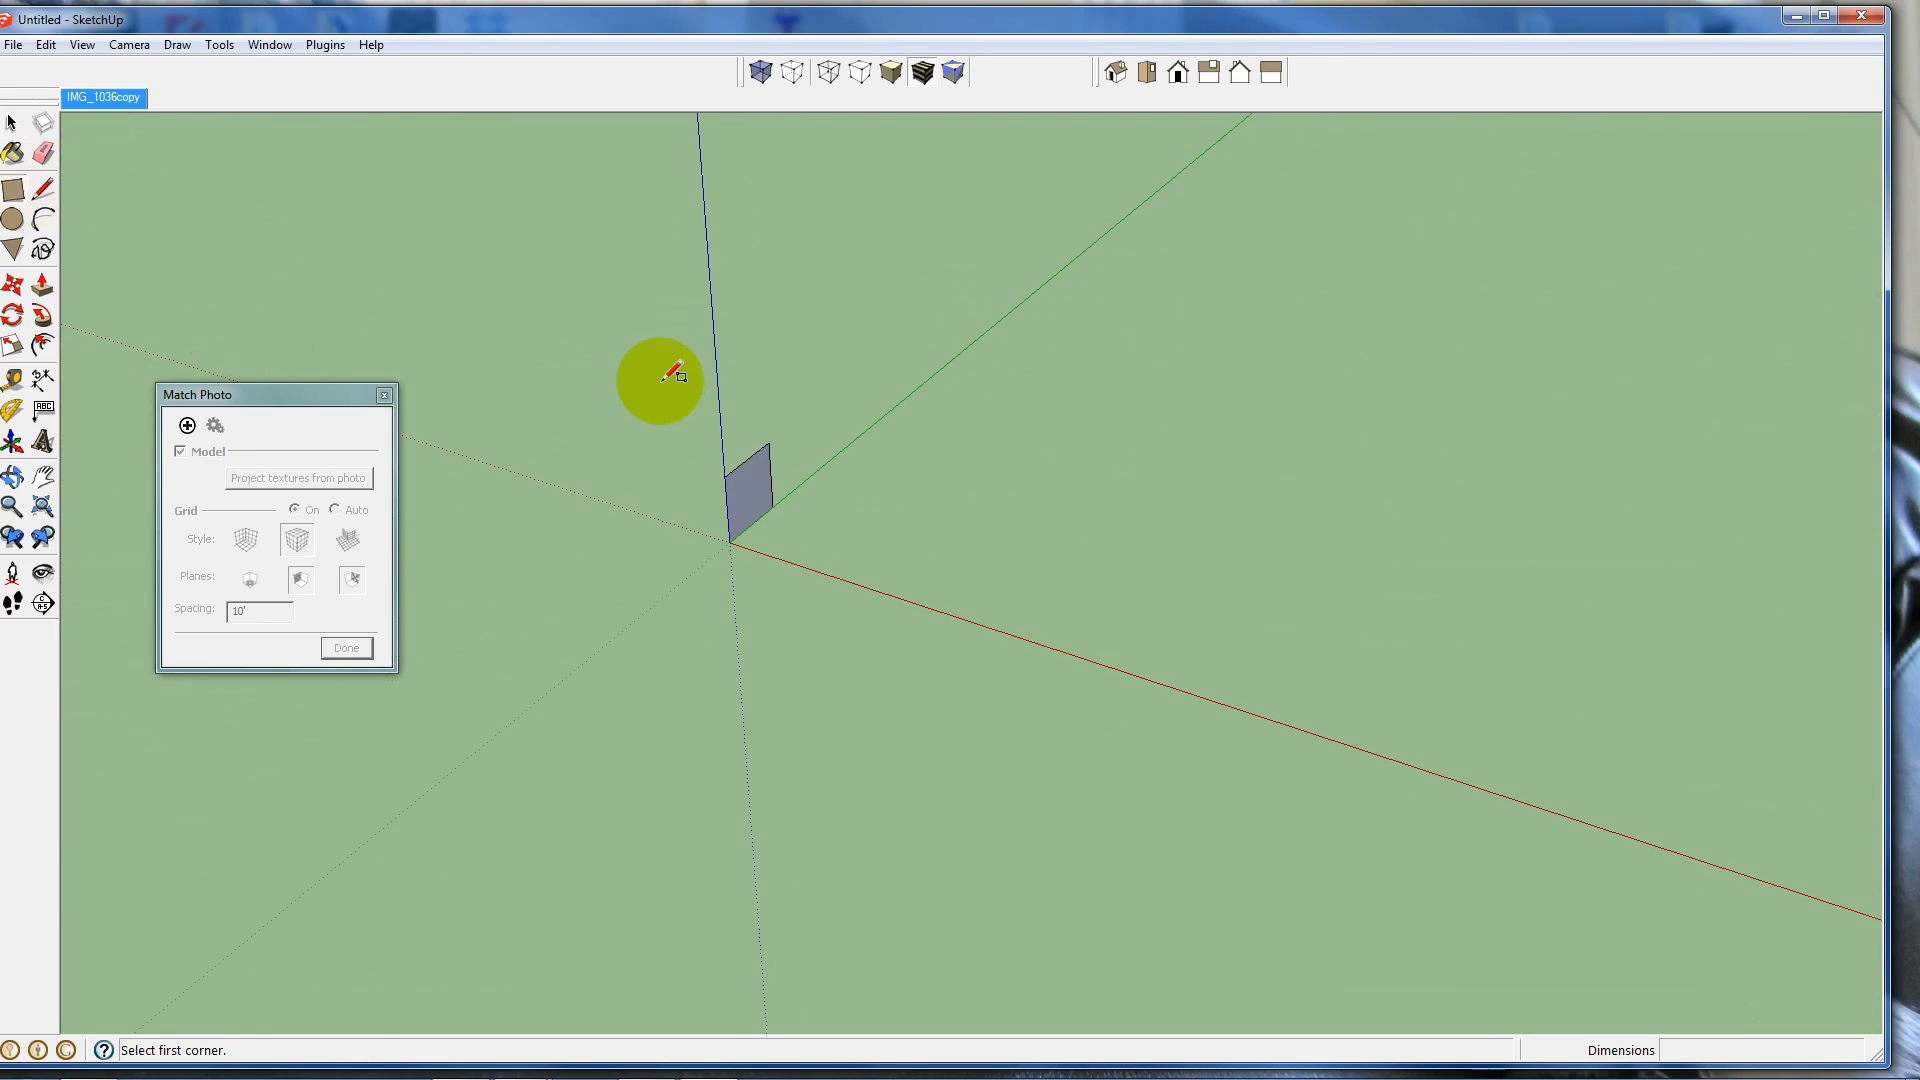 Untitled - SketchUp
File Edit View Camera Draw Tools Window Plugins Help
IMG_1036copy
ABC
Match Photo
Model
Project textures from photo
Grid On Auto
Style:
Planes:
Spacing: 10'
Done
Select first corner.
Dimensions